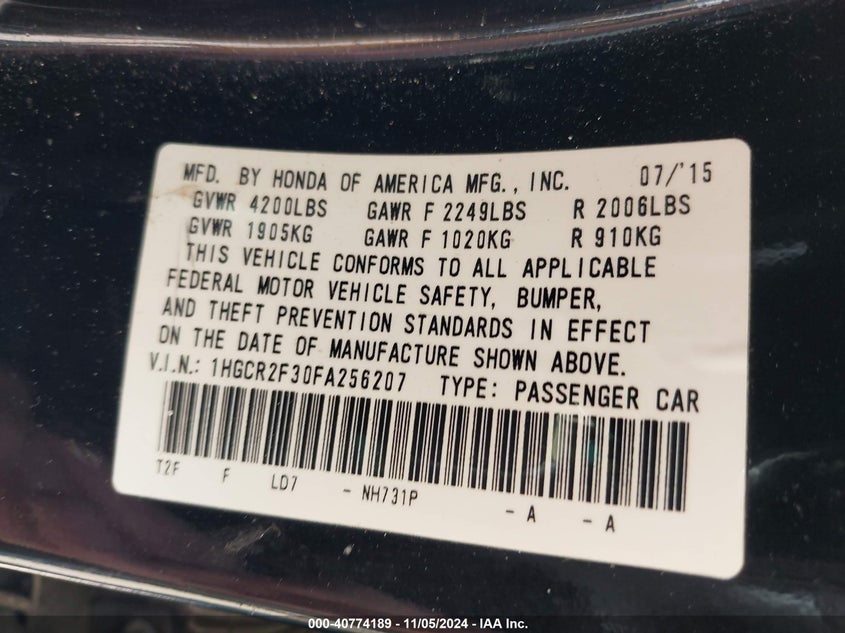 MFD. BY HONDA OF AMERICA MFG., INC. 07/'15
GVWR 4200LBS GAWR F 2249LBS R 2006LBS
GVWR 1905KG GAWR F 1020KG R 910KG
THIS VEHICLE CONFORMS TO ALL APPLICABLE
FEDERAL MOTOR VEHICLE SAFETY, BUMPER,
AND THEFT PREVENTION STANDARDS IN EFFECT
ON THE DATE OF MANUFACTURE SHOWN ABOVE.
V.I.N.: 1HGCR2F30FA256207 TYPE: PASSENGER CAR
T2F F LD7 - NH731P - A - A
000-40774189 - 11/05/2024 - IAA Inc.